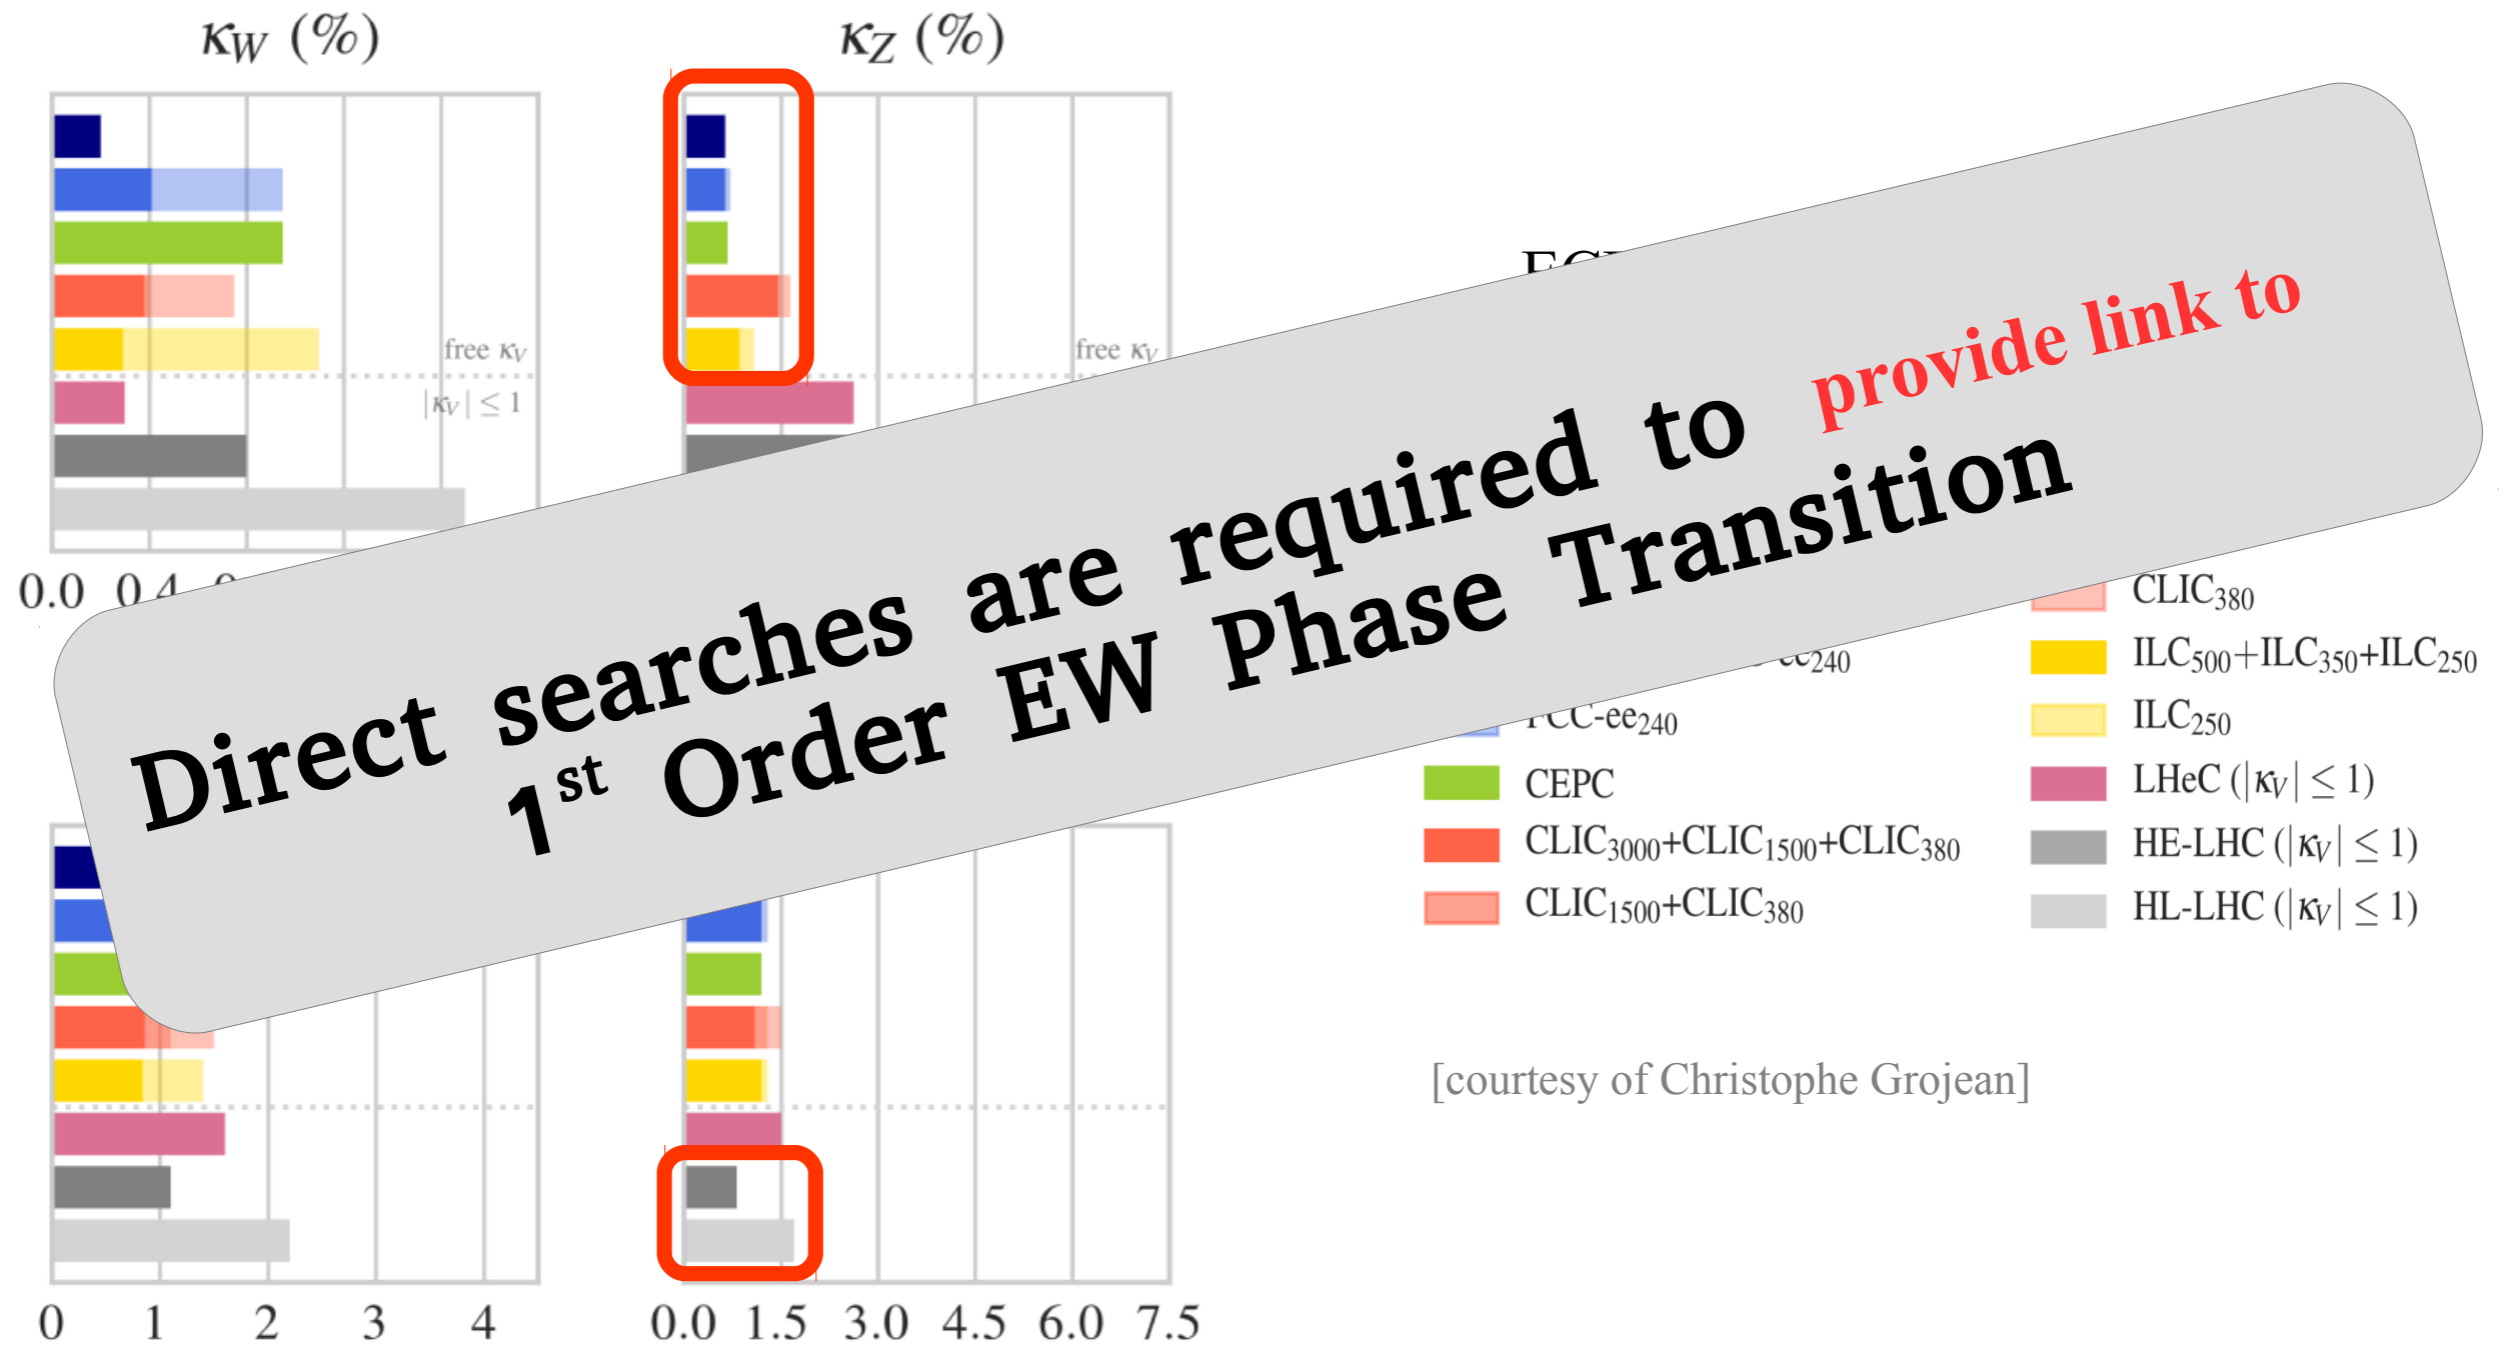 κW (%)
κZ (%)
free κV
|κV| ≤ 1
free κV
0.0 0.4
Direct searches are required to provide link to
1st Order EW Phase Transition
CLIC380
ILC500+ILC350+ILC250
FCC-ee240
ILC250
CEPC
LHeC (|κV| ≤ 1)
CLIC3000+CLIC1500+CLIC380
HE-LHC (|κV| ≤ 1)
CLIC1500+CLIC380
HL-LHC (|κV| ≤ 1)
[courtesy of Christophe Grojean]
0 1 2 3 4
0.0 1.5 3.0 4.5 6.0 7.5